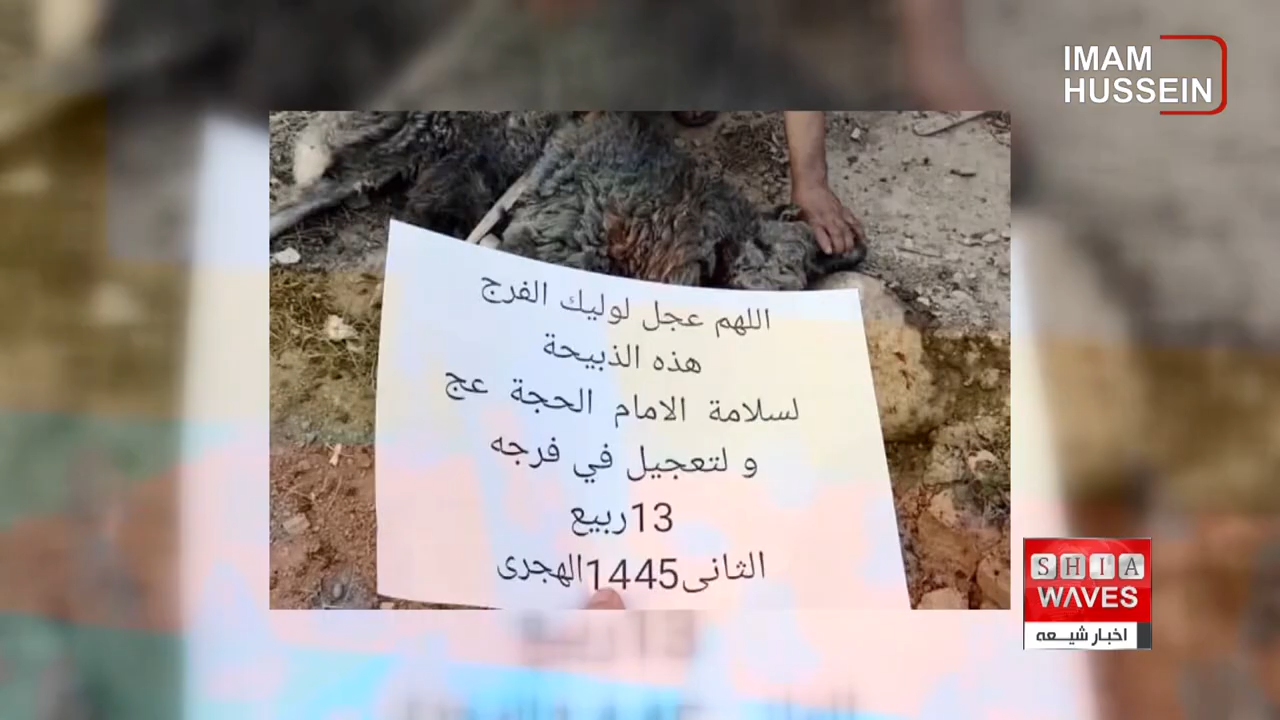 IMAM
HUSSEIN
اللهم عجل لوليك الفرج
هذه الذبيحة
لسلامة الامام الحجة عج
و لتعجيل في فرجه
13ربيع
الثانى1445الهجرى
SHIA
WAVES
اخبار شیعه